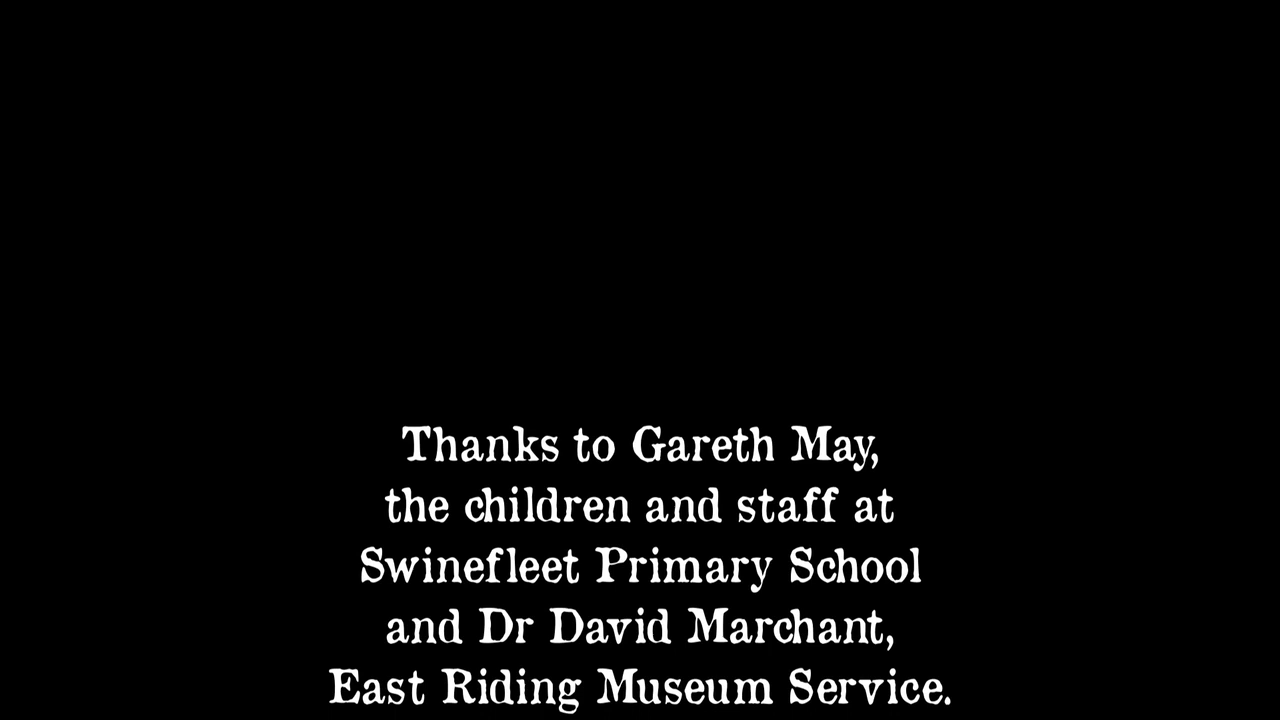 Thanks to Gareth May,
the children and staff at
Swinefleet Primary School
and Dr David Marchant,
East Riding Museum Service.